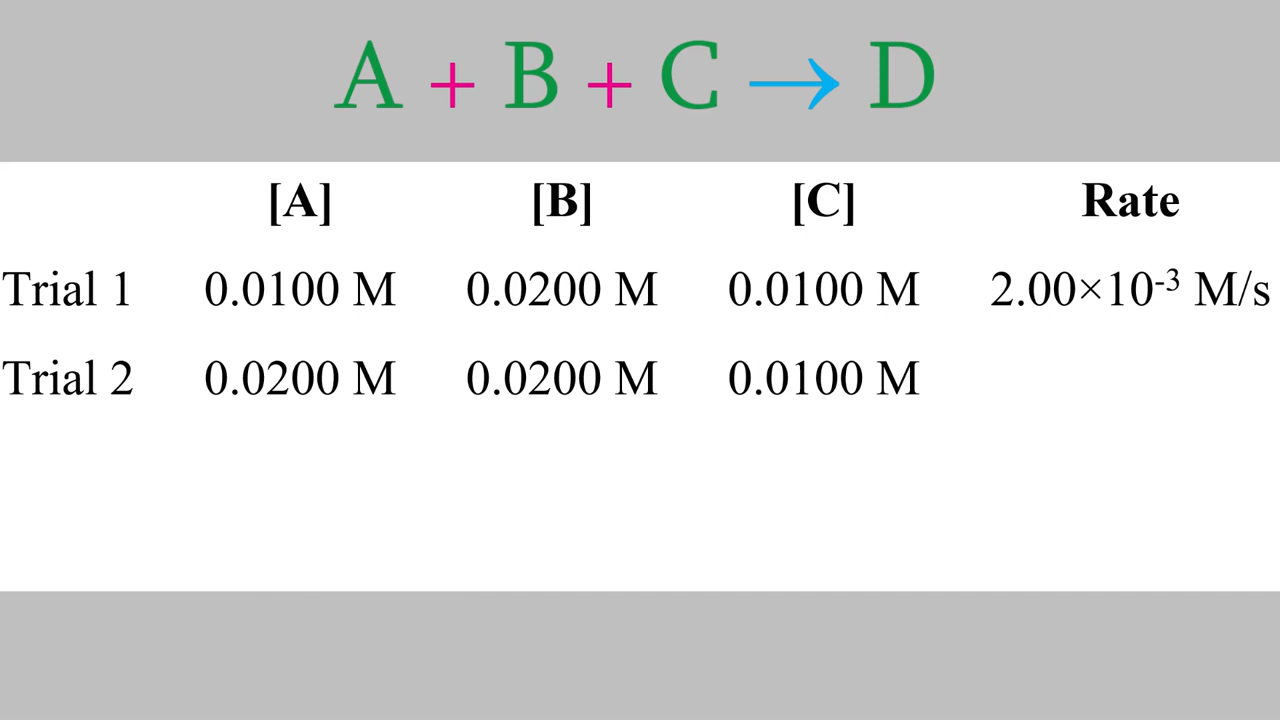 A + B + C → D
[A] [B] [C] Rate
Trial 1 0.0100 M 0.0200 M 0.0100 M 2.00×10⁻³ M/s
Trial 2 0.0200 M 0.0200 M 0.0100 M